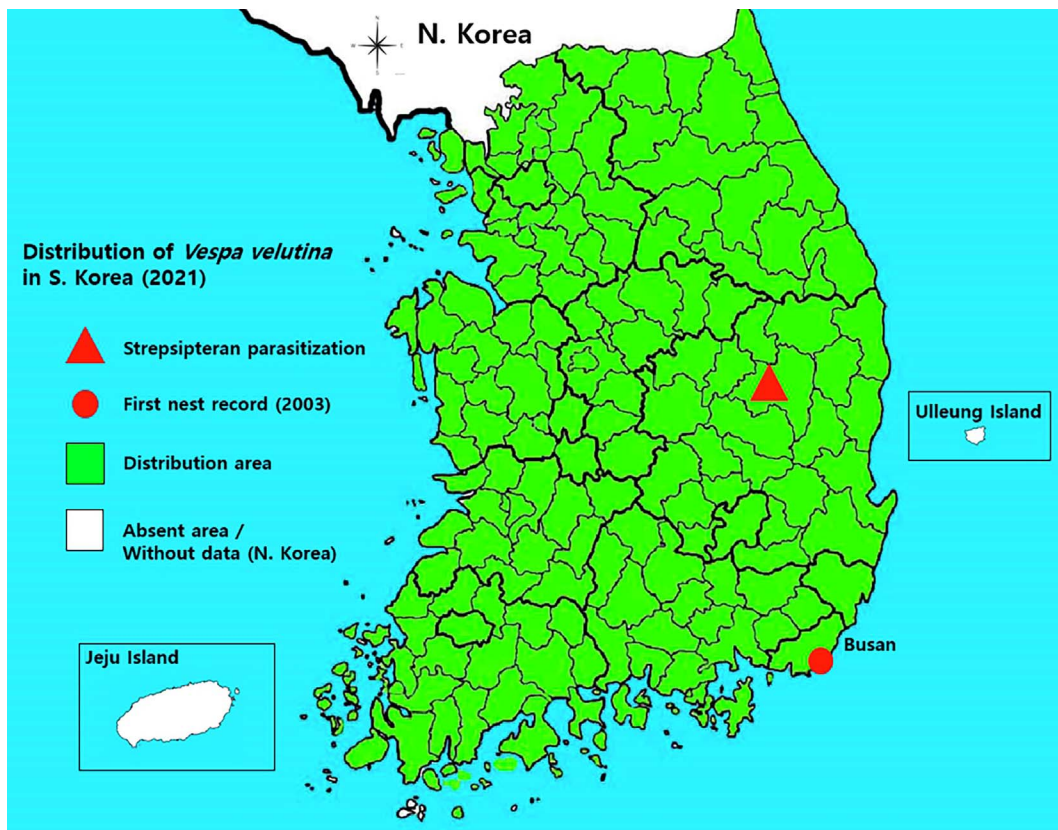 N
N. Korea
Distribution of Vespa velutina
in S. Korea (2021)
Strepsipteran parasitization
First nest record (2003)
Distribution area
Absent area /
Without data (N. Korea)
Ulleung Island
Busan
Jeju Island